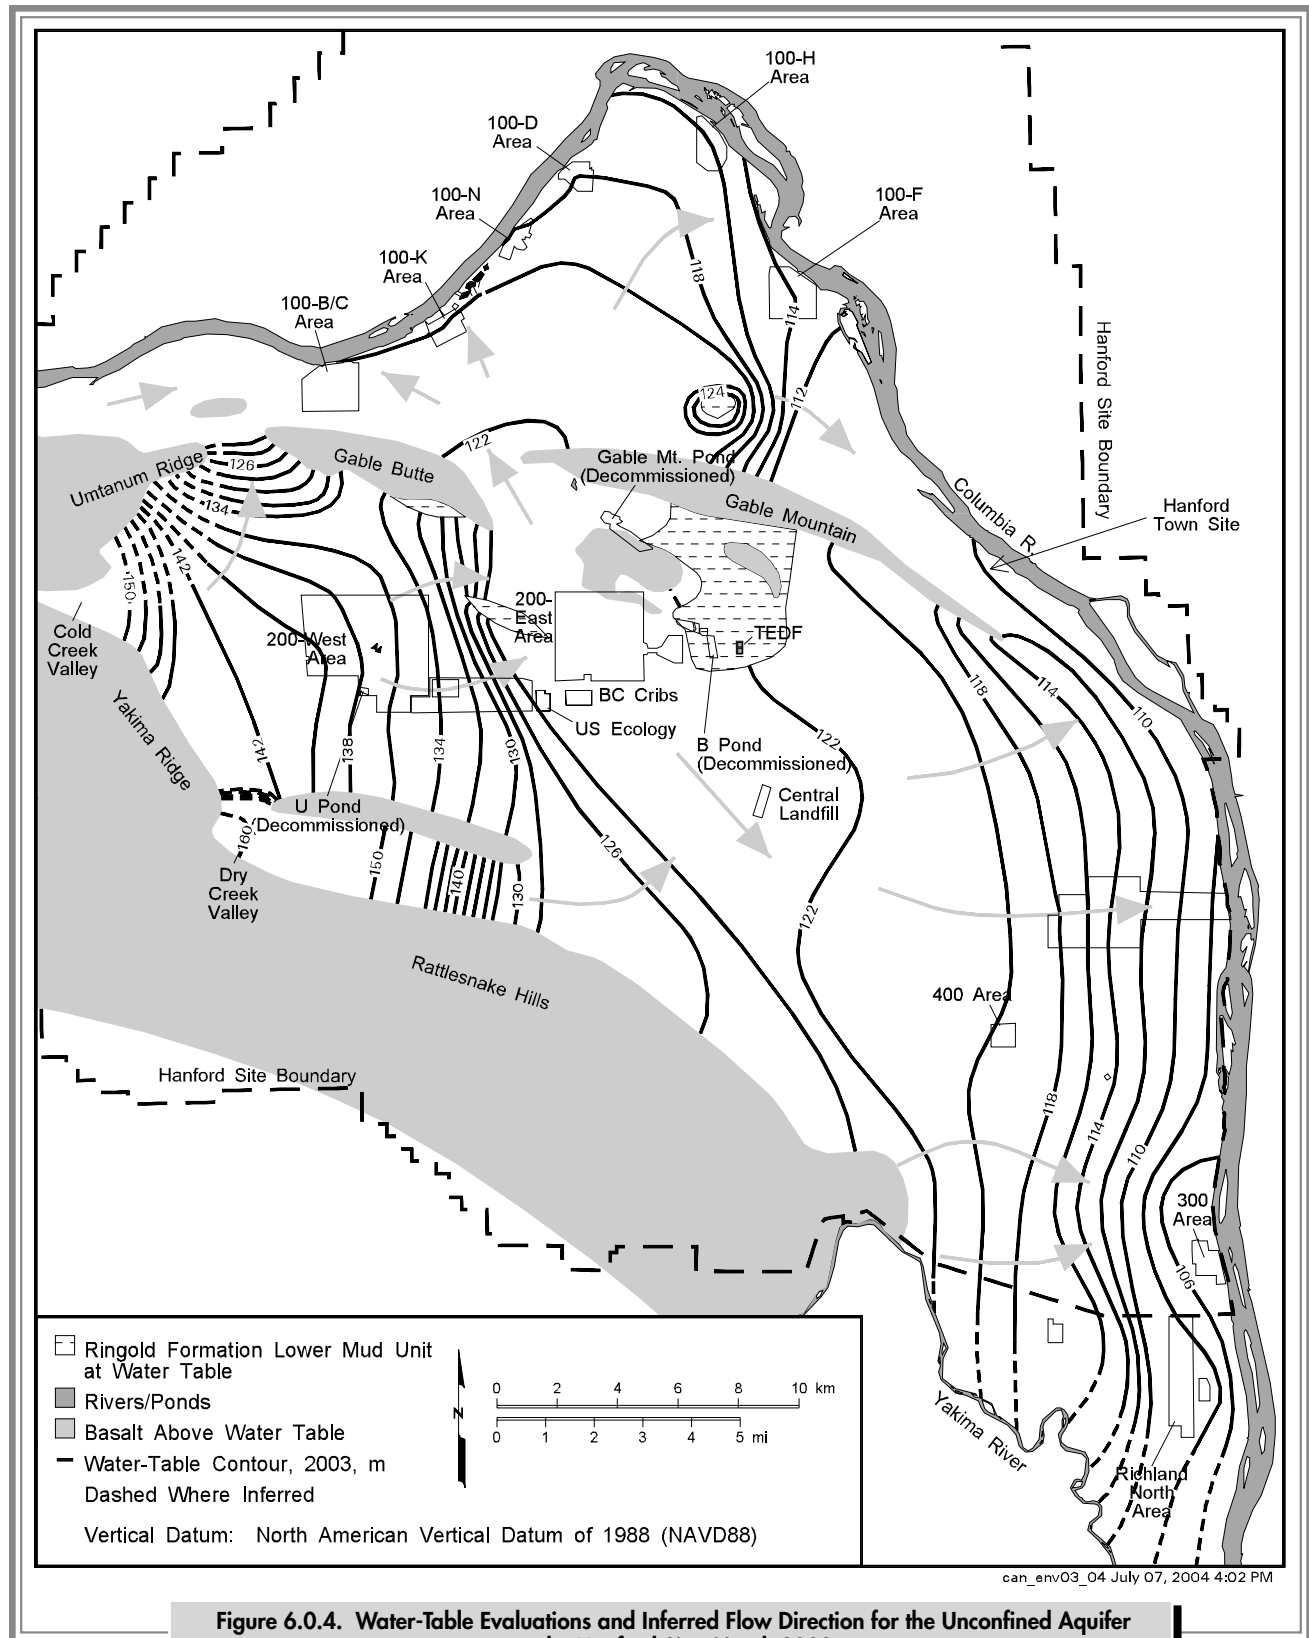 100-H
Area
100-D
Area
100-N
Area
100-F
Area
100-K
Area
118
100-B/C
Area
114
Hanford Site Boundary
124
112
122
Gable Mt. Pond
(Decommissioned)
Umtanum Ridge
126
Gable Butte
134
Gable Mountain
Columbia R.
Hanford
Town Site
142
150
200-
East
Area
Cold
Creek
Valley
200-West
Area
TEDF
118
114
110
BC Cribs
US Ecology
Yakima Ridge
142
138
134
130
122
B Pond
(Decommissioned)
U Pond
(Decommissioned)
Central
Landfill
160
150
140
130
126
122
Dry
Creek
Valley
Rattlesnake Hills
400 Area
Hanford Site Boundary
118
114
110
300
Area
106
Yakima River
Richland
North
Area
Ringold Formation Lower Mud Unit
at Water Table
Rivers/Ponds
Basalt Above Water Table
Water-Table Contour, 2003, m
Dashed Where Inferred
Vertical Datum: North American Vertical Datum of 1988 (NAVD88)
N
0 2 4 6 8 10 km
0 1 2 3 4 5 mi
can_env03_04 July 07, 2004 4:02 PM
Figure 6.0.4. Water-Table Evaluations and Inferred Flow Direction for the Unconfined Aquifer